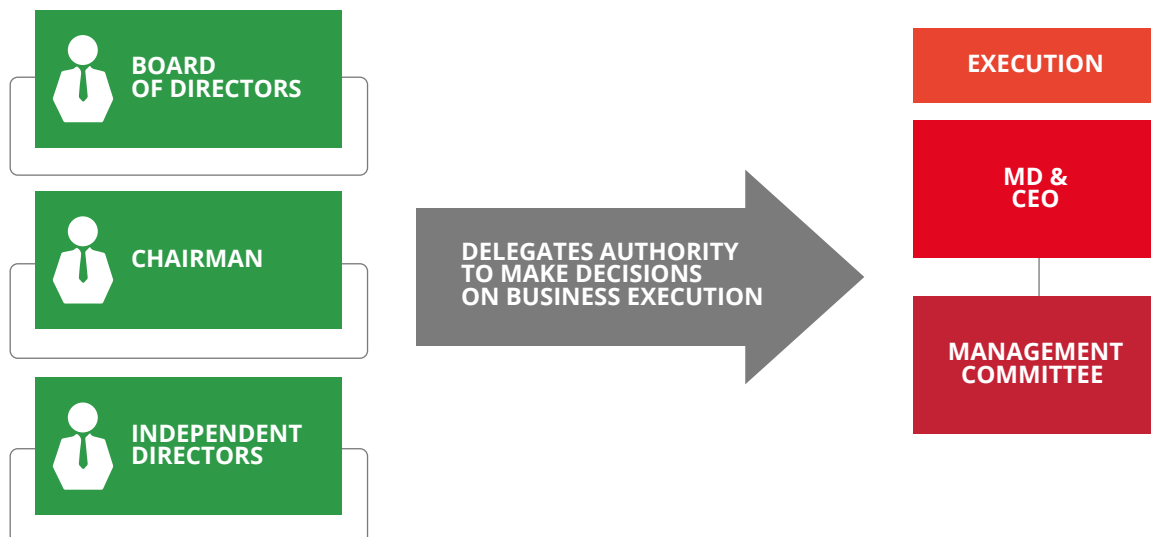 BOARD
OF DIRECTORS
CHAIRMAN
INDEPENDENT
DIRECTORS
DELEGATES AUTHORITY
TO MAKE DECISIONS
ON BUSINESS EXECUTION
EXECUTION
MD &
CEO
MANAGEMENT
COMMITTEE